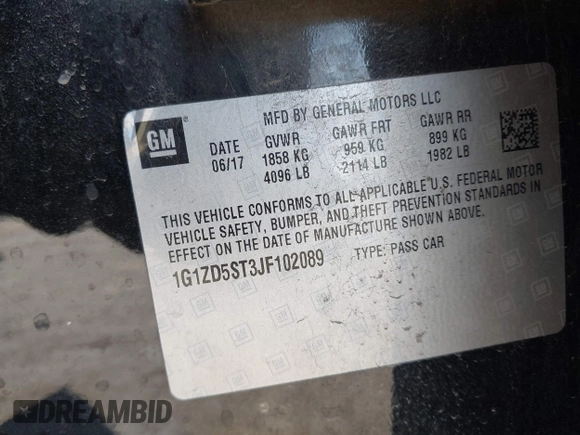 MFD BY GENERAL MOTORS LLC
GM
DATE GVWR GAWR FRT GAWR RR
06/17 1858 KG 959 KG 899 KG
4096 LB 2114 LB 1982 LB
THIS VEHICLE CONFORMS TO ALL APPLICABLE U.S. FEDERAL MOTOR
VEHICLE SAFETY, BUMPER, AND THEFT PREVENTION STANDARDS IN
EFFECT ON THE DATE OF MANUFACTURE SHOWN ABOVE.
1G1ZD5ST3JF102089 TYPE: PASS CAR
DREAMBID